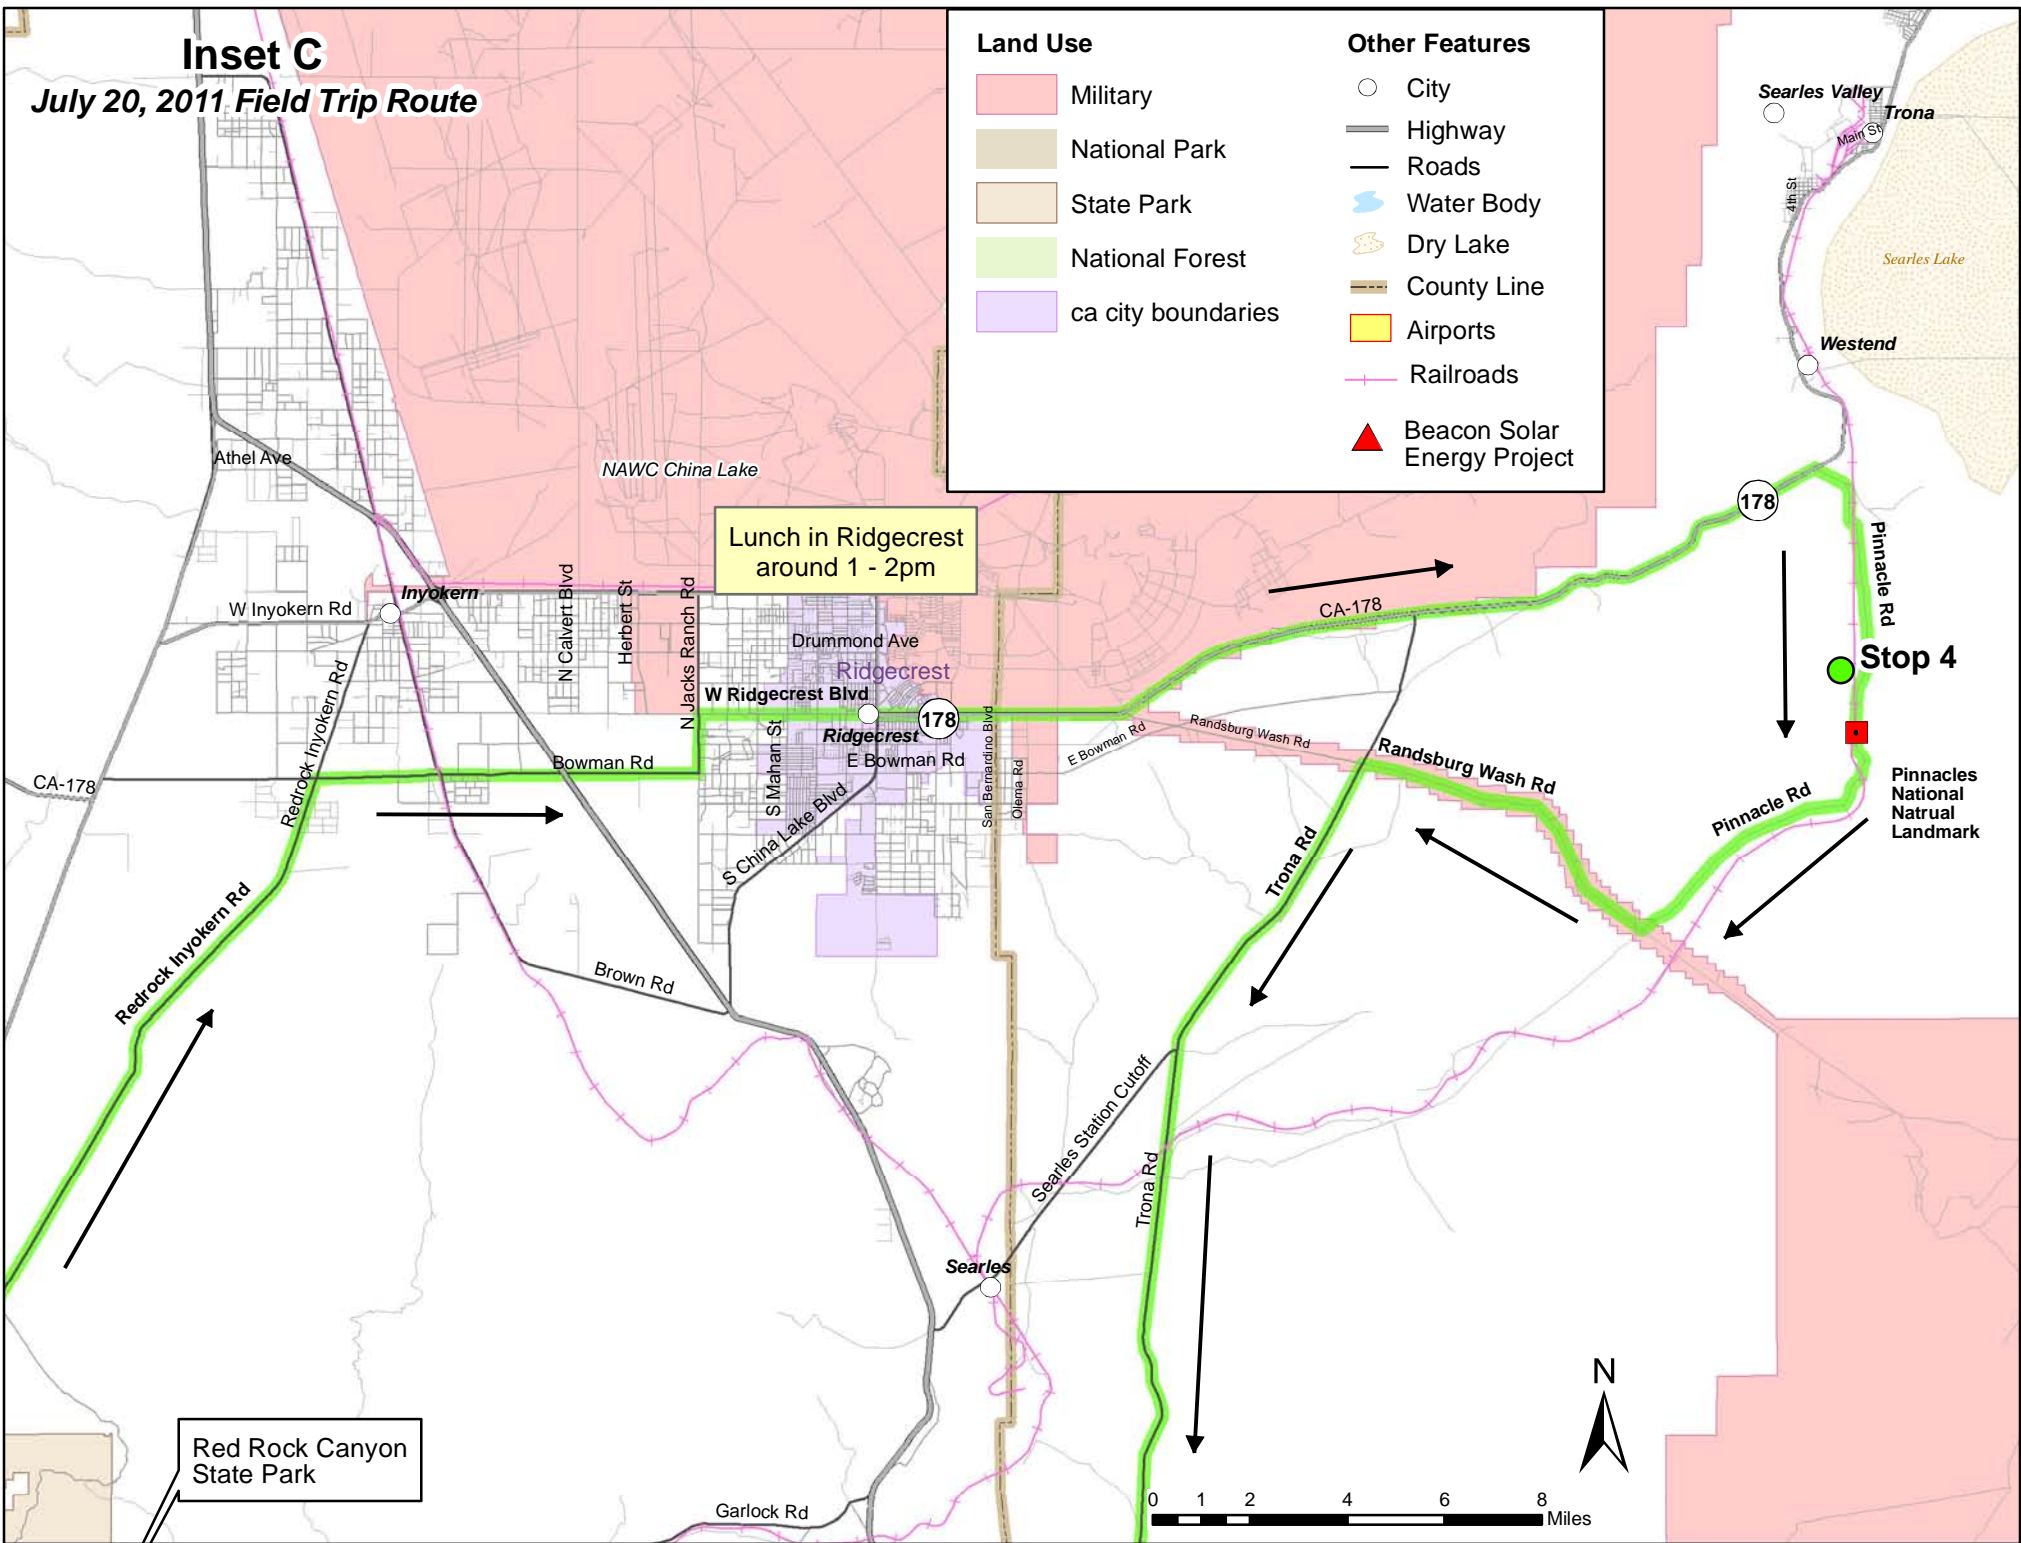 Inset C
July 20, 2011 Field Trip Route
Land Use
Military
National Park
State Park
National Forest
ca city boundaries
Other Features
City
Highway
Roads
Water Body
Dry Lake
County Line
Airports
Railroads
Beacon Solar
Energy Project
Searles Valley
Trona
Main St
4th St
Searles Lake
Westend
Athel Ave
NAWC China Lake
178
Lunch in Ridgecrest
around 1 - 2pm
Pinnacle Rd
W Inyokern Rd
Inyokern
N Calvert Blvd
Herbert St
N Jacks Ranch Rd
CA-178
Drummond Ave
Ridgecrest
Stop 4
W Ridgecrest Blvd
178
Ridgecrest
S Mahan St
E Bowman Rd
San Bernardino Blvd
Olema Rd
E Bowman Rd
Randsburg Wash Rd
Randsburg Wash Rd
Redrock Inyokern Rd
Bowman Rd
CA-178
S China Lake Blvd
Pinnacle Rd
Pinnacles
National
Natrual
Landmark
Trona Rd
Redrock Inyokern Rd
Brown Rd
Searles Station Cutoff
Trona Rd
Searles
N
Red Rock Canyon
State Park
Garlock Rd
0 1 2 4 6 8
Miles